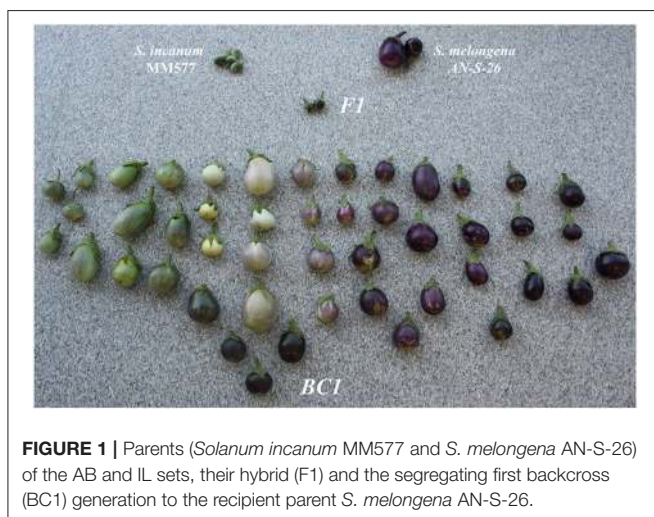 S. incanum
MM577
S. melongena
AN-S-26
F1
BC1
FIGURE 1 | Parents (Solanum incanum MM577 and S. melongena AN-S-26)
of the AB and IL sets, their hybrid (F1) and the segregating first backcross
(BC1) generation to the recipient parent S. melongena AN-S-26.